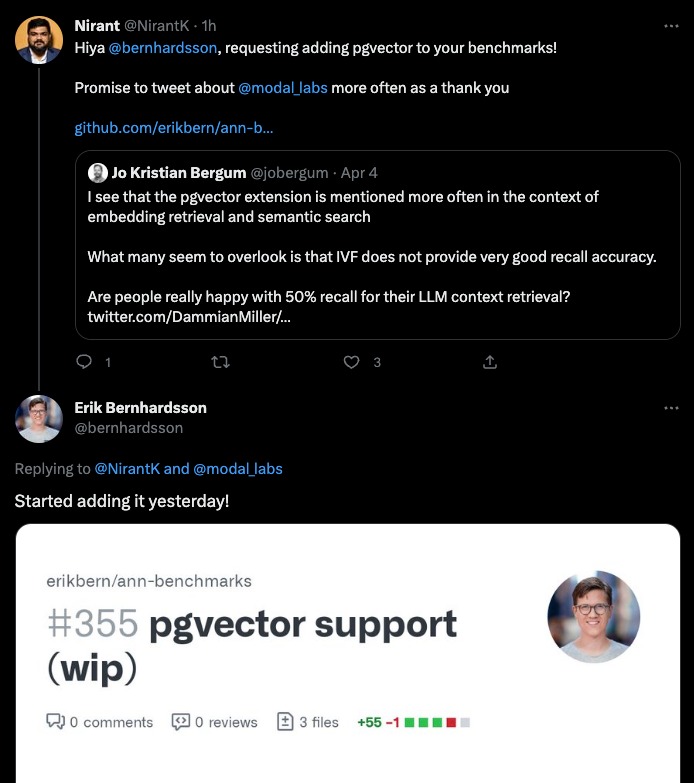 Nirant @NirantK · 1h
Hiya @bernhardsson, requesting adding pgvector to your benchmarks!
Promise to tweet about @modal_labs more often as a thank you
github.com/erikbern/ann-b...
Jo Kristian Bergum @jobergum · Apr 4
I see that the pgvector extension is mentioned more often in the context of
embedding retrieval and semantic search
What many seem to overlook is that IVF does not provide very good recall accuracy.
Are people really happy with 50% recall for their LLM context retrieval?
twitter.com/DammianMiller/...
1 3
Erik Bernhardsson
@bernhardsson
Replying to @NirantK and @modal_labs
Started adding it yesterday!
erikbern/ann-benchmarks
#355 pgvector support
(wip)
0 comments 0 reviews 3 files +55 −1